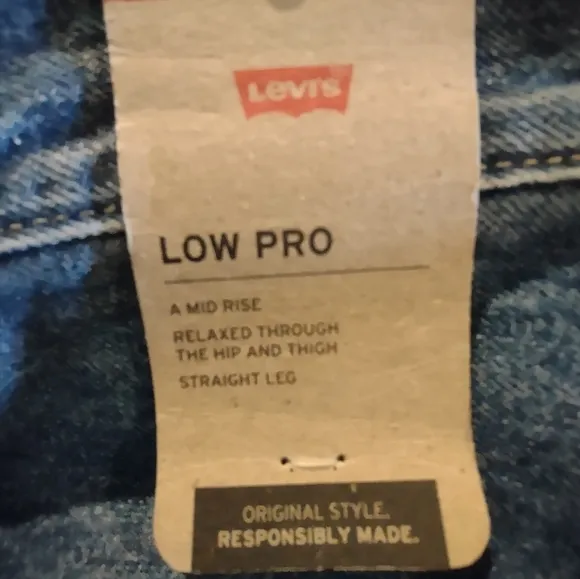 Levi's
LOW PRO
A MID RISE
RELAXED THROUGH
THE HIP AND THIGH
STRAIGHT LEG
ORIGINAL STYLE.
RESPONSIBLY MADE.